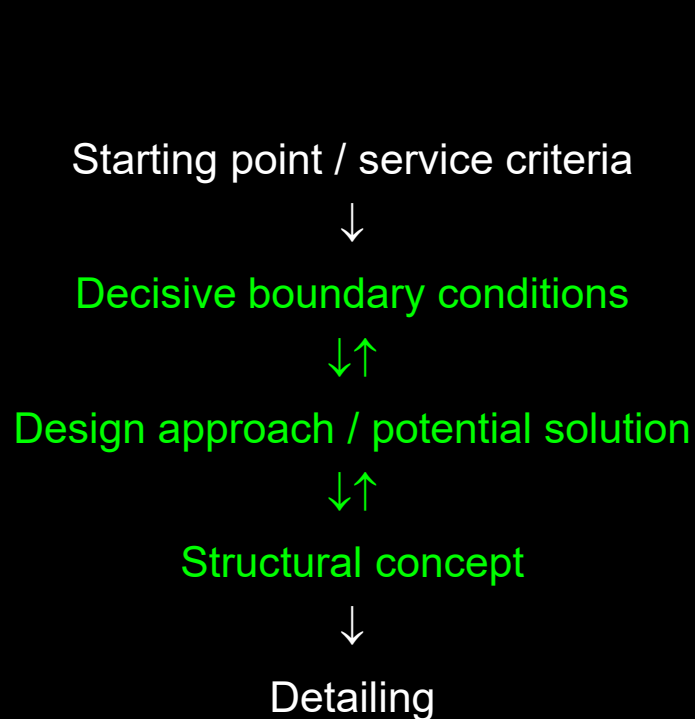 Starting point / service criteria
↓
Decisive boundary conditions
↓↑
Design approach / potential solution
↓↑
Structural concept
↓
Detailing